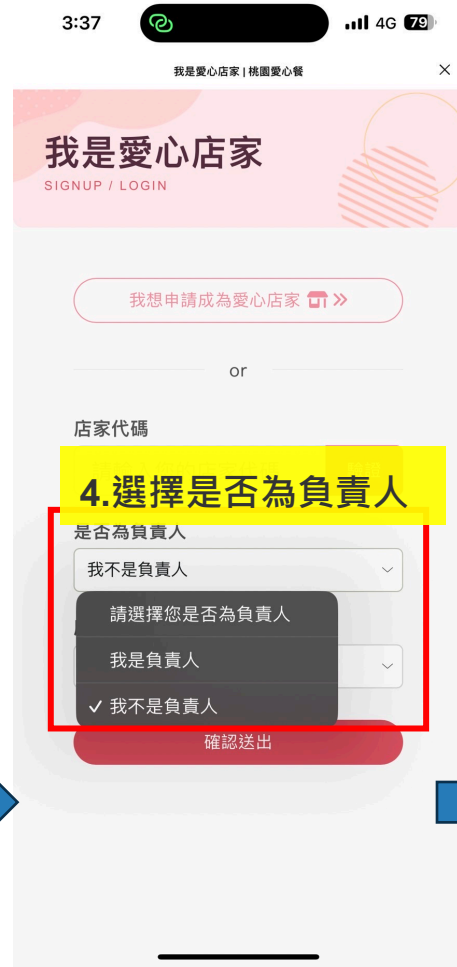 3:37
4G 79
我是愛心店家 | 桃園愛心餐
我是愛心店家
SIGNUP / LOGIN
我想申請成為愛心店家
or
店家代碼
4.選擇是否為負責人
是否為負責人
我不是負責人
請選擇您是否為負責人
我是負責人
✓ 我不是負責人
確認送出